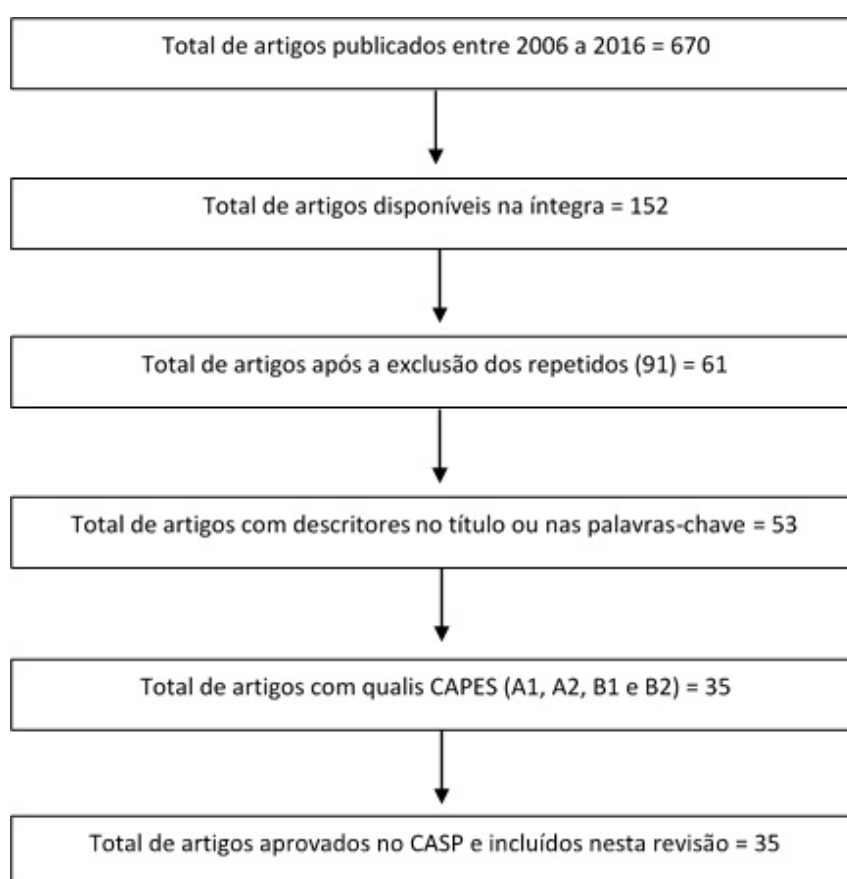 Total de artigos publicados entre 2006 a 2016 = 670
Total de artigos disponíveis na íntegra = 152
Total de artigos após a exclusão dos repetidos (91) = 61
Total de artigos com descritores no título ou nas palavras-chave = 53
Total de artigos com qualis CAPES (A1, A2, B1 e B2) = 35
Total de artigos aprovados no CASP e incluídos nesta revisão = 35